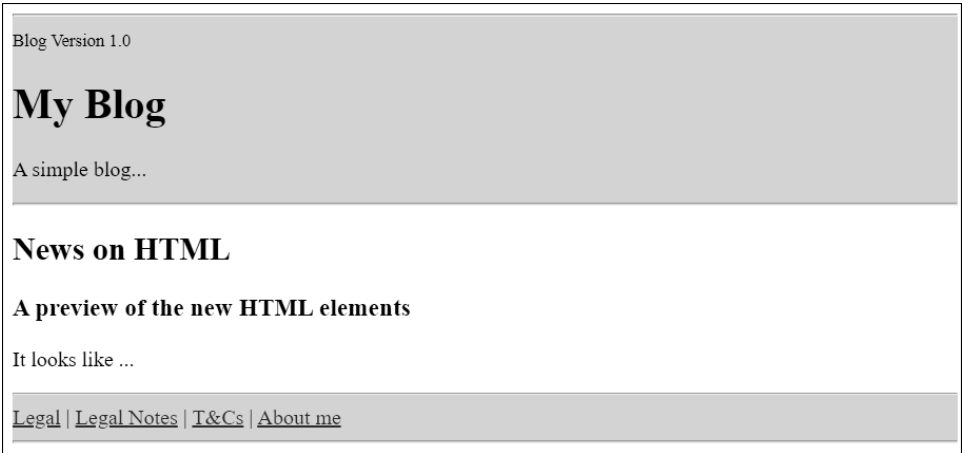 Blog Version 1.0
My Blog
A simple blog...
News on HTML
A preview of the new HTML elements
It looks like ...
Legal | Legal Notes | T&Cs | About me